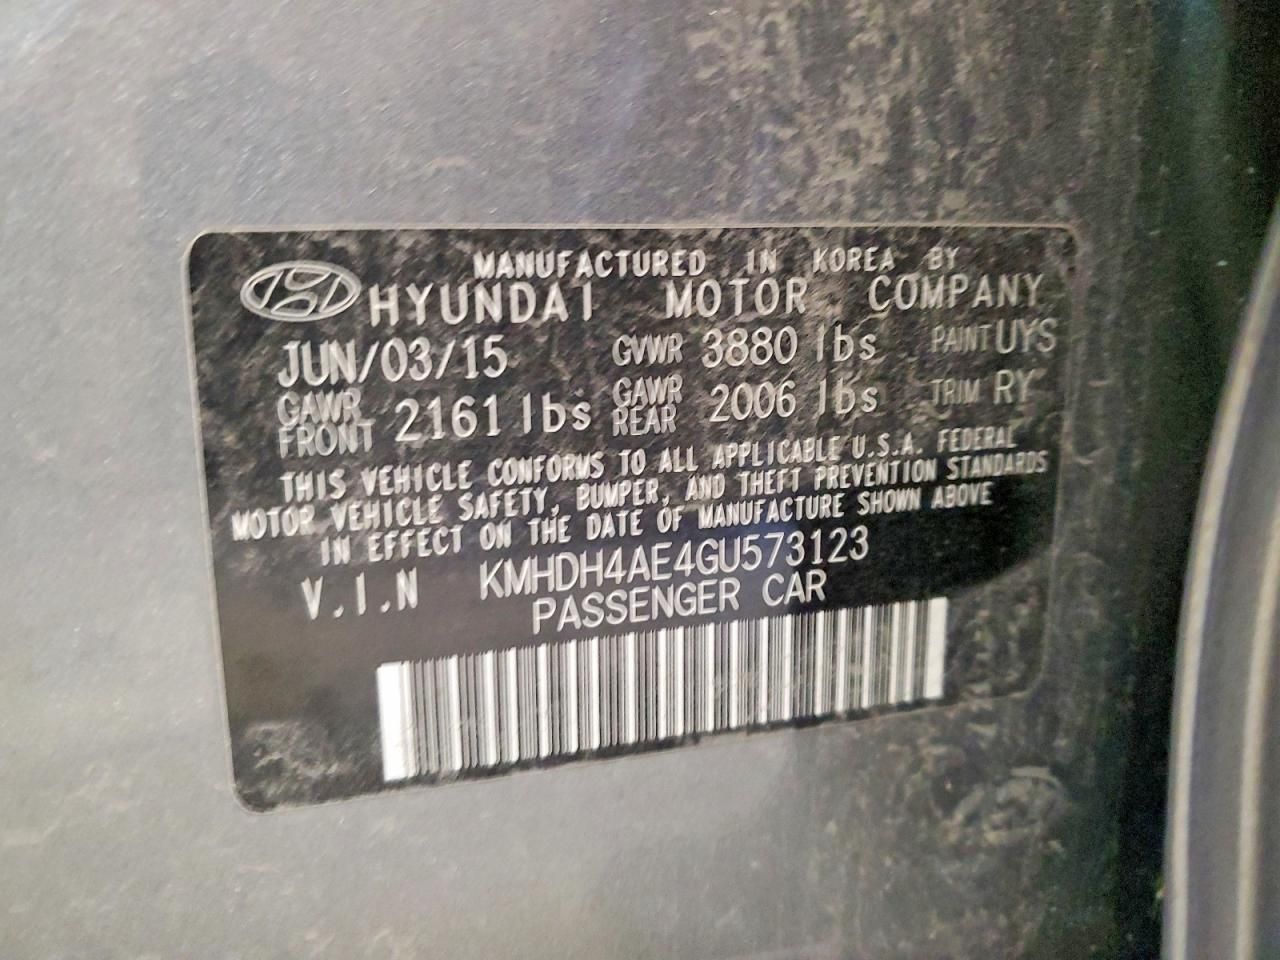 MANUFACTURED IN KOREA BY
HYUNDAI MOTOR COMPANY
JUN/03/15 GVWR 3880 lbs PAINT UYS
GAWR FRONT 2161 lbs GAWR REAR 2006 lbs TRIM RY
THIS VEHICLE CONFORMS TO ALL APPLICABLE U.S.A. FEDERAL
MOTOR VEHICLE SAFETY, BUMPER, AND THEFT PREVENTION STANDARDS
IN EFFECT ON THE DATE OF MANUFACTURE SHOWN ABOVE
V.I.N KMHDH4AE4GU573123
PASSENGER CAR